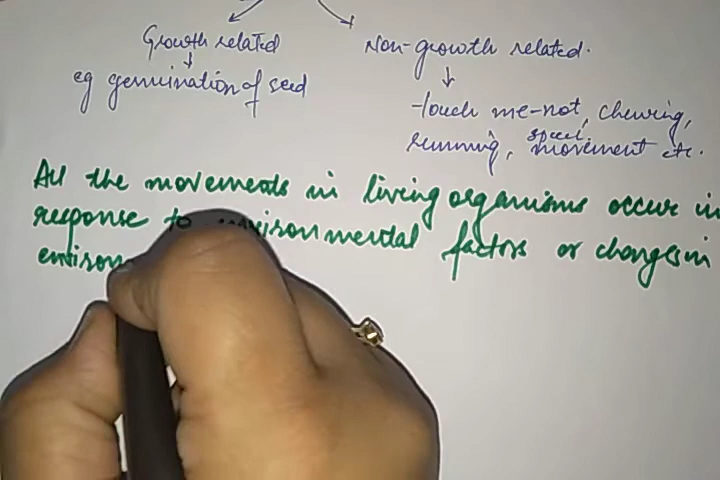 Growth related
Non-growth related.
eg germination of seed
touch me-not, chewing,
running, speech, movement etc.
All the movements in living organisms occur in
response to environmental factors or changes in